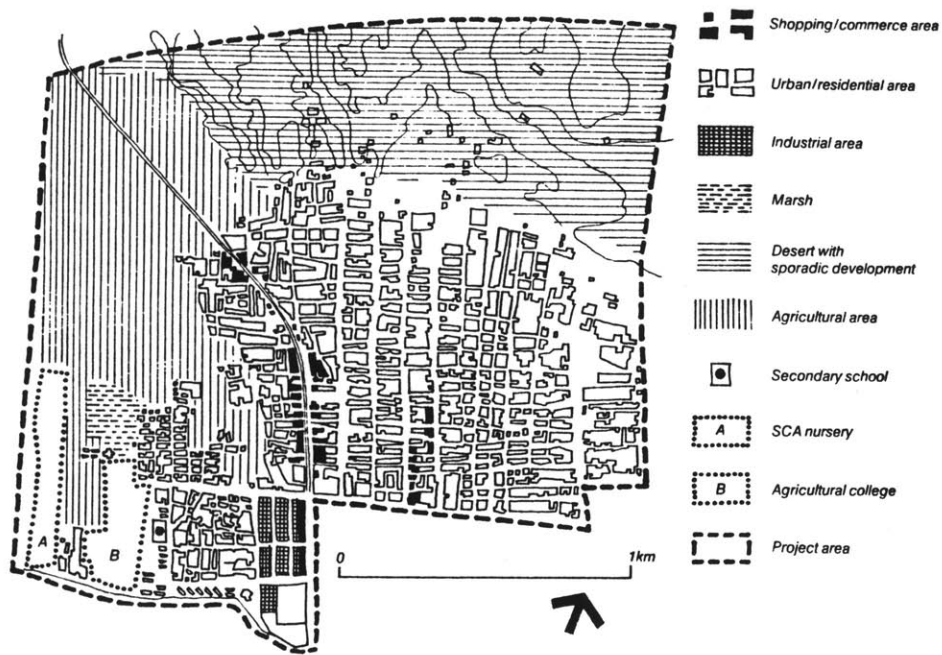 Shopping/commerce area
Urban/residential area
Industrial area
Marsh
Desert with
sporadic development
Agricultural area
Secondary school
A
SCA nursery
B
Agricultural college
Project area
A
B
0
1km